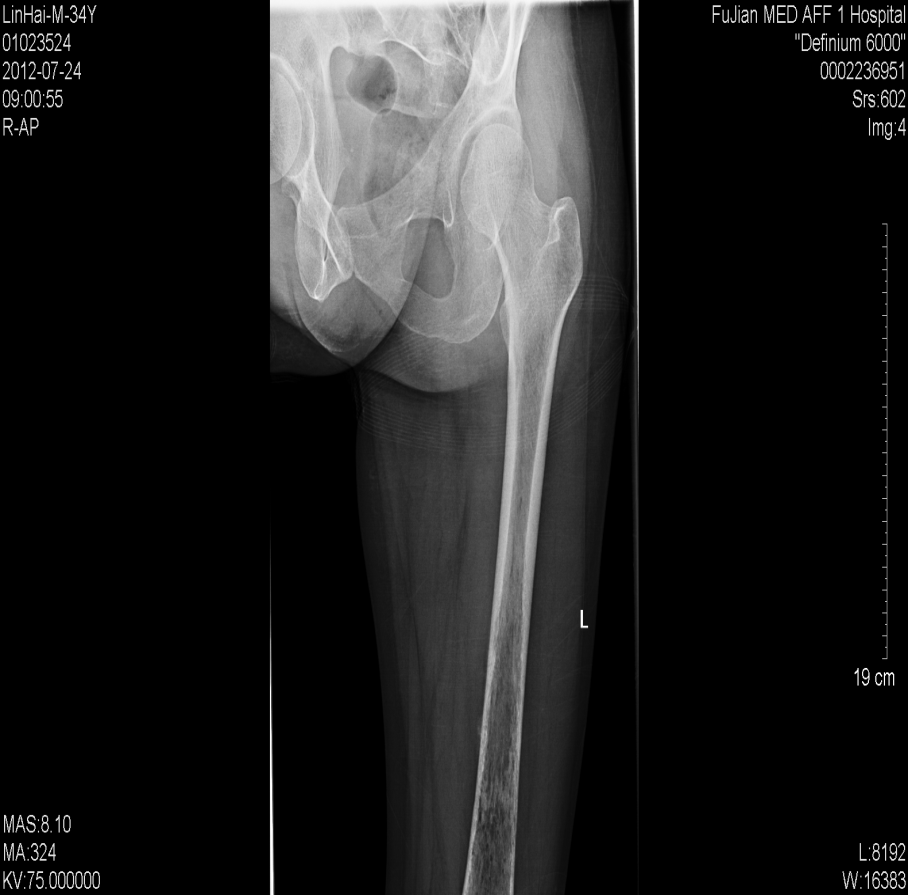 LinHai-M-34Y
01023524
2012-07-24
09:00:55
R-AP
FuJian MED AFF 1 Hospital
"Definium 6000"
0002236951
Srs:602
Img:4
L
19 cm
MAS:8.10
MA:324
KV:75.000000
L:8192
W:16383